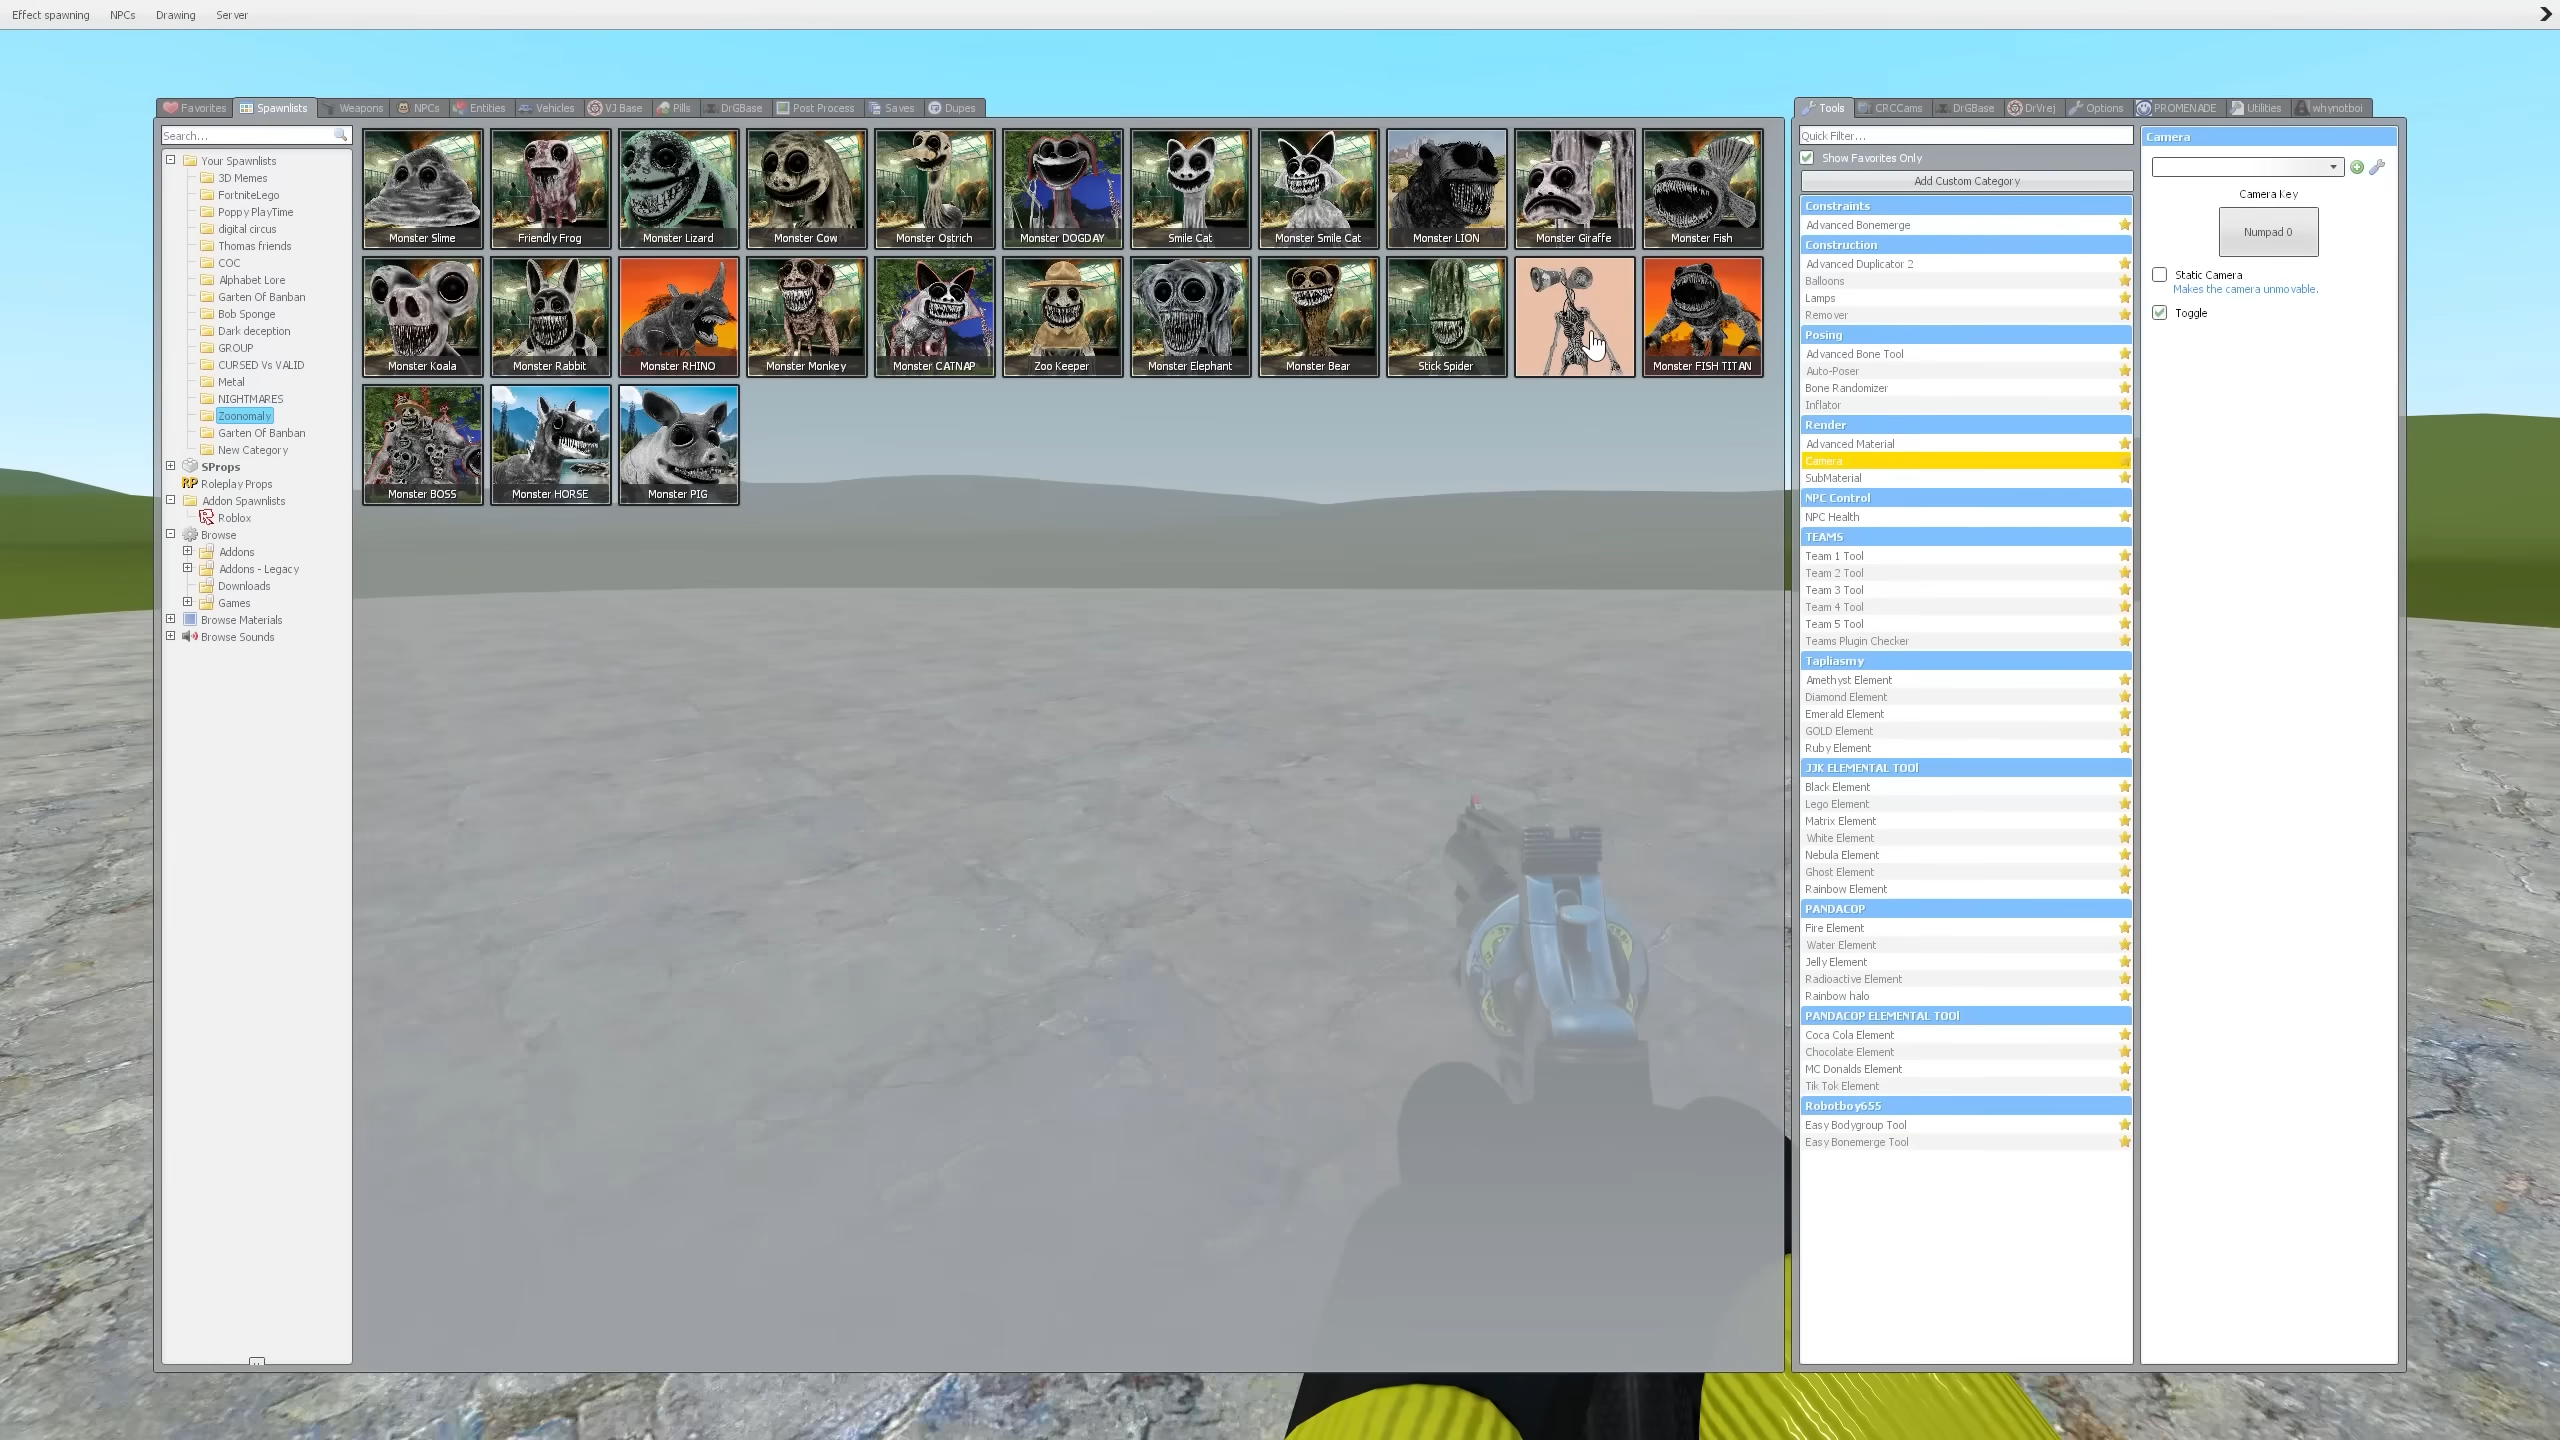 Effect spawning NPCs Drawing Server
Favorites Spawnlists Weapons NPCs Entities Vehicles VJ Base Pills DrGBase Post Process Saves Dupes
Search...
Your Spawnlists
3D Memes
FortniteLego
Poppy PlayTime
digital circus
Thomas friends
COC
Alphabet Lore
Garten Of Banban
Bob Sponge
Dark deception
GROUP
CURSED Vs VALID
Metal
NIGHTMARES
Zoonomaly
Garten Of Banban
New Category
SProps
RP Roleplay Props
Addon Spawnlists
Roblox
Browse
Addons
Addons - Legacy
Downloads
Games
Browse Materials
Browse Sounds
Monster Slime Friendly Frog Monster Lizard Monster Cow Monster Ostrich Monster DOGDAY Smile Cat Monster Smile Cat Monster LION Monster Giraffe Monster Fish
Monster Koala Monster Rabbit Monster RHINO Monster Monkey Monster CATNAP Zoo Keeper Monster Elephant Monster Bear Stick Spider Monster FISH TITAN
Monster BOSS Monster HORSE Monster PIG
Tools CRCCams DrGBase DrVrej Options PROMENADE Utilities whynotboi
Quick Filter...
Show Favorites Only
Add Custom Category
Constraints
Advanced Bonemerge
Construction
Advanced Duplicator 2
Balloons
Lamps
Remover
Posing
Advanced Bone Tool
Auto-Poser
Bone Randomizer
Inflator
Render
Advanced Material
Camera
SubMaterial
NPC Control
NPC Health
TEAMS
Team 1 Tool
Team 2 Tool
Team 3 Tool
Team 4 Tool
Team 5 Tool
Teams Plugin Checker
Tapliasmy
Amethyst Element
Diamond Element
Emerald Element
GOLD Element
Ruby Element
JJK ELEMENTAL TOOl
Black Element
Lego Element
Matrix Element
White Element
Nebula Element
Ghost Element
Rainbow Element
PANDACOP
Fire Element
Water Element
Jelly Element
Radioactive Element
Rainbow halo
PANDACOP ELEMENTAL TOOl
Coca Cola Element
Chocolate Element
MC Donalds Element
Tik Tok Element
Robotboy655
Easy Bodygroup Tool
Easy Bonemerge Tool
Camera
Camera Key
Numpad 0
Static Camera
Makes the camera unmovable.
Toggle